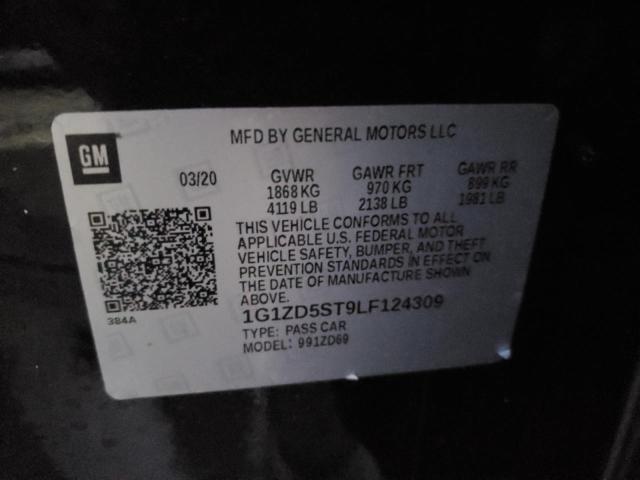 GM
MFD BY GENERAL MOTORS LLC
03/20 GVWR GAWR FRT GAWR RR
1868 KG 970 KG 899 KG
4119 LB 2138 LB 1981 LB
THIS VEHICLE CONFORMS TO ALL
APPLICABLE U.S. FEDERAL MOTOR
VEHICLE SAFETY, BUMPER, AND THEFT
PREVENTION STANDARDS IN EFFECT ON
THE DATE OF MANUFACTURE SHOWN
ABOVE.
384A
1G1ZD5ST9LF124309
TYPE: PASS CAR
MODEL: 991ZD69